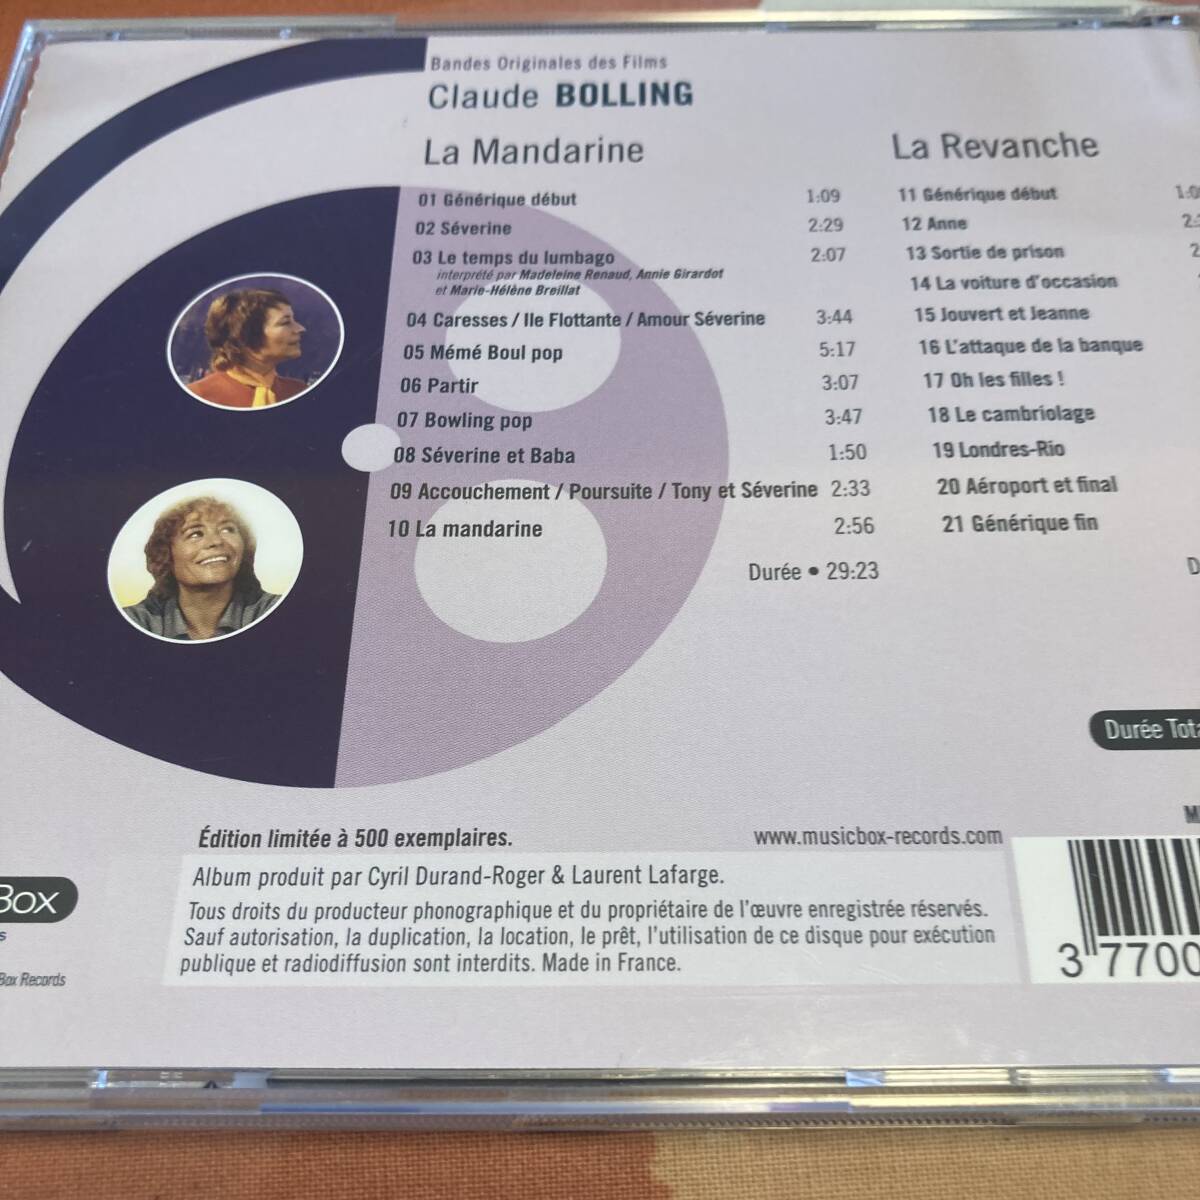 Bandes Originales des Films
Claude BOLLING
La Mandarine
01 Générique début 1:09
02 Séverine 2:29
03 Le temps du lumbago 2:07
interprété par Madeleine Renaud, Annie Girardot
et Marie-Hélène Breillat
04 Caresses / Ile Flottante / Amour Séverine 3:44
05 Mémé Boul pop 5:17
06 Partir 3:07
07 Bowling pop 3:47
08 Séverine et Baba 1:50
09 Accouchement / Poursuite / Tony et Séverine 2:33
10 La mandarine 2:56
Durée • 29:23
La Revanche
11 Générique début
12 Anne
13 Sortie de prison
14 La voiture d'occasion
15 Jouvert et Jeanne
16 L'attaque de la banque
17 Oh les filles !
18 Le cambriolage
19 Londres-Rio
20 Aéroport et final
21 Générique fin
Durée
Édition limitée à 500 exemplaires.
www.musicbox-records.com
Album produit par Cyril Durand-Roger & Laurent Lafarge.
Tous droits du producteur phonographique et du propriétaire de l'œuvre enregistrée réservés.
Sauf autorisation, la duplication, la location, le prêt, l'utilisation de ce disque pour exécution
publique et radiodiffusion sont interdits. Made in France.
Box
Box Records
3 7700